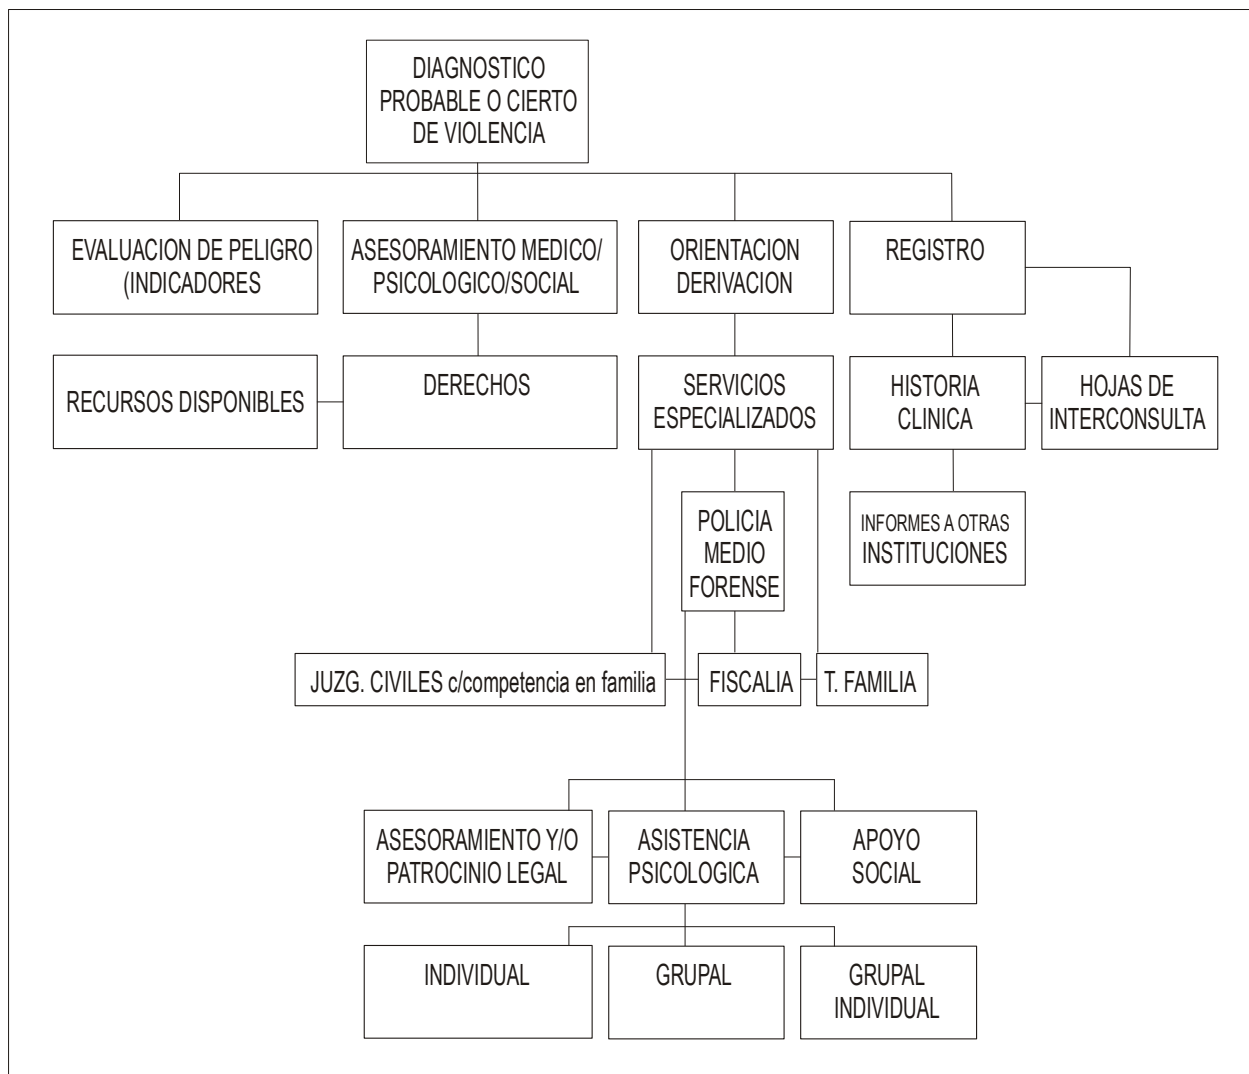 DIAGNOSTICO
PROBABLE O CIERTO
DE VIOLENCIA
EVALUACION DE PELIGRO
(INDICADORES
ASESORAMIENTO MEDICO/
PSICOLOGICO/SOCIAL
ORIENTACION
DERIVACION
REGISTRO
RECURSOS DISPONIBLES
DERECHOS
SERVICIOS
ESPECIALIZADOS
HISTORIA
CLINICA
HOJAS DE
INTERCONSULTA
POLICIA
MEDIO
FORENSE
INFORMES A OTRAS
INSTITUCIONES
JUZG. CIVILES c/competencia en familia
FISCALIA
T. FAMILIA
ASESORAMIENTO Y/O
PATROCINIO LEGAL
ASISTENCIA
PSICOLOGICA
APOYO
SOCIAL
INDIVIDUAL
GRUPAL
GRUPAL
INDIVIDUAL